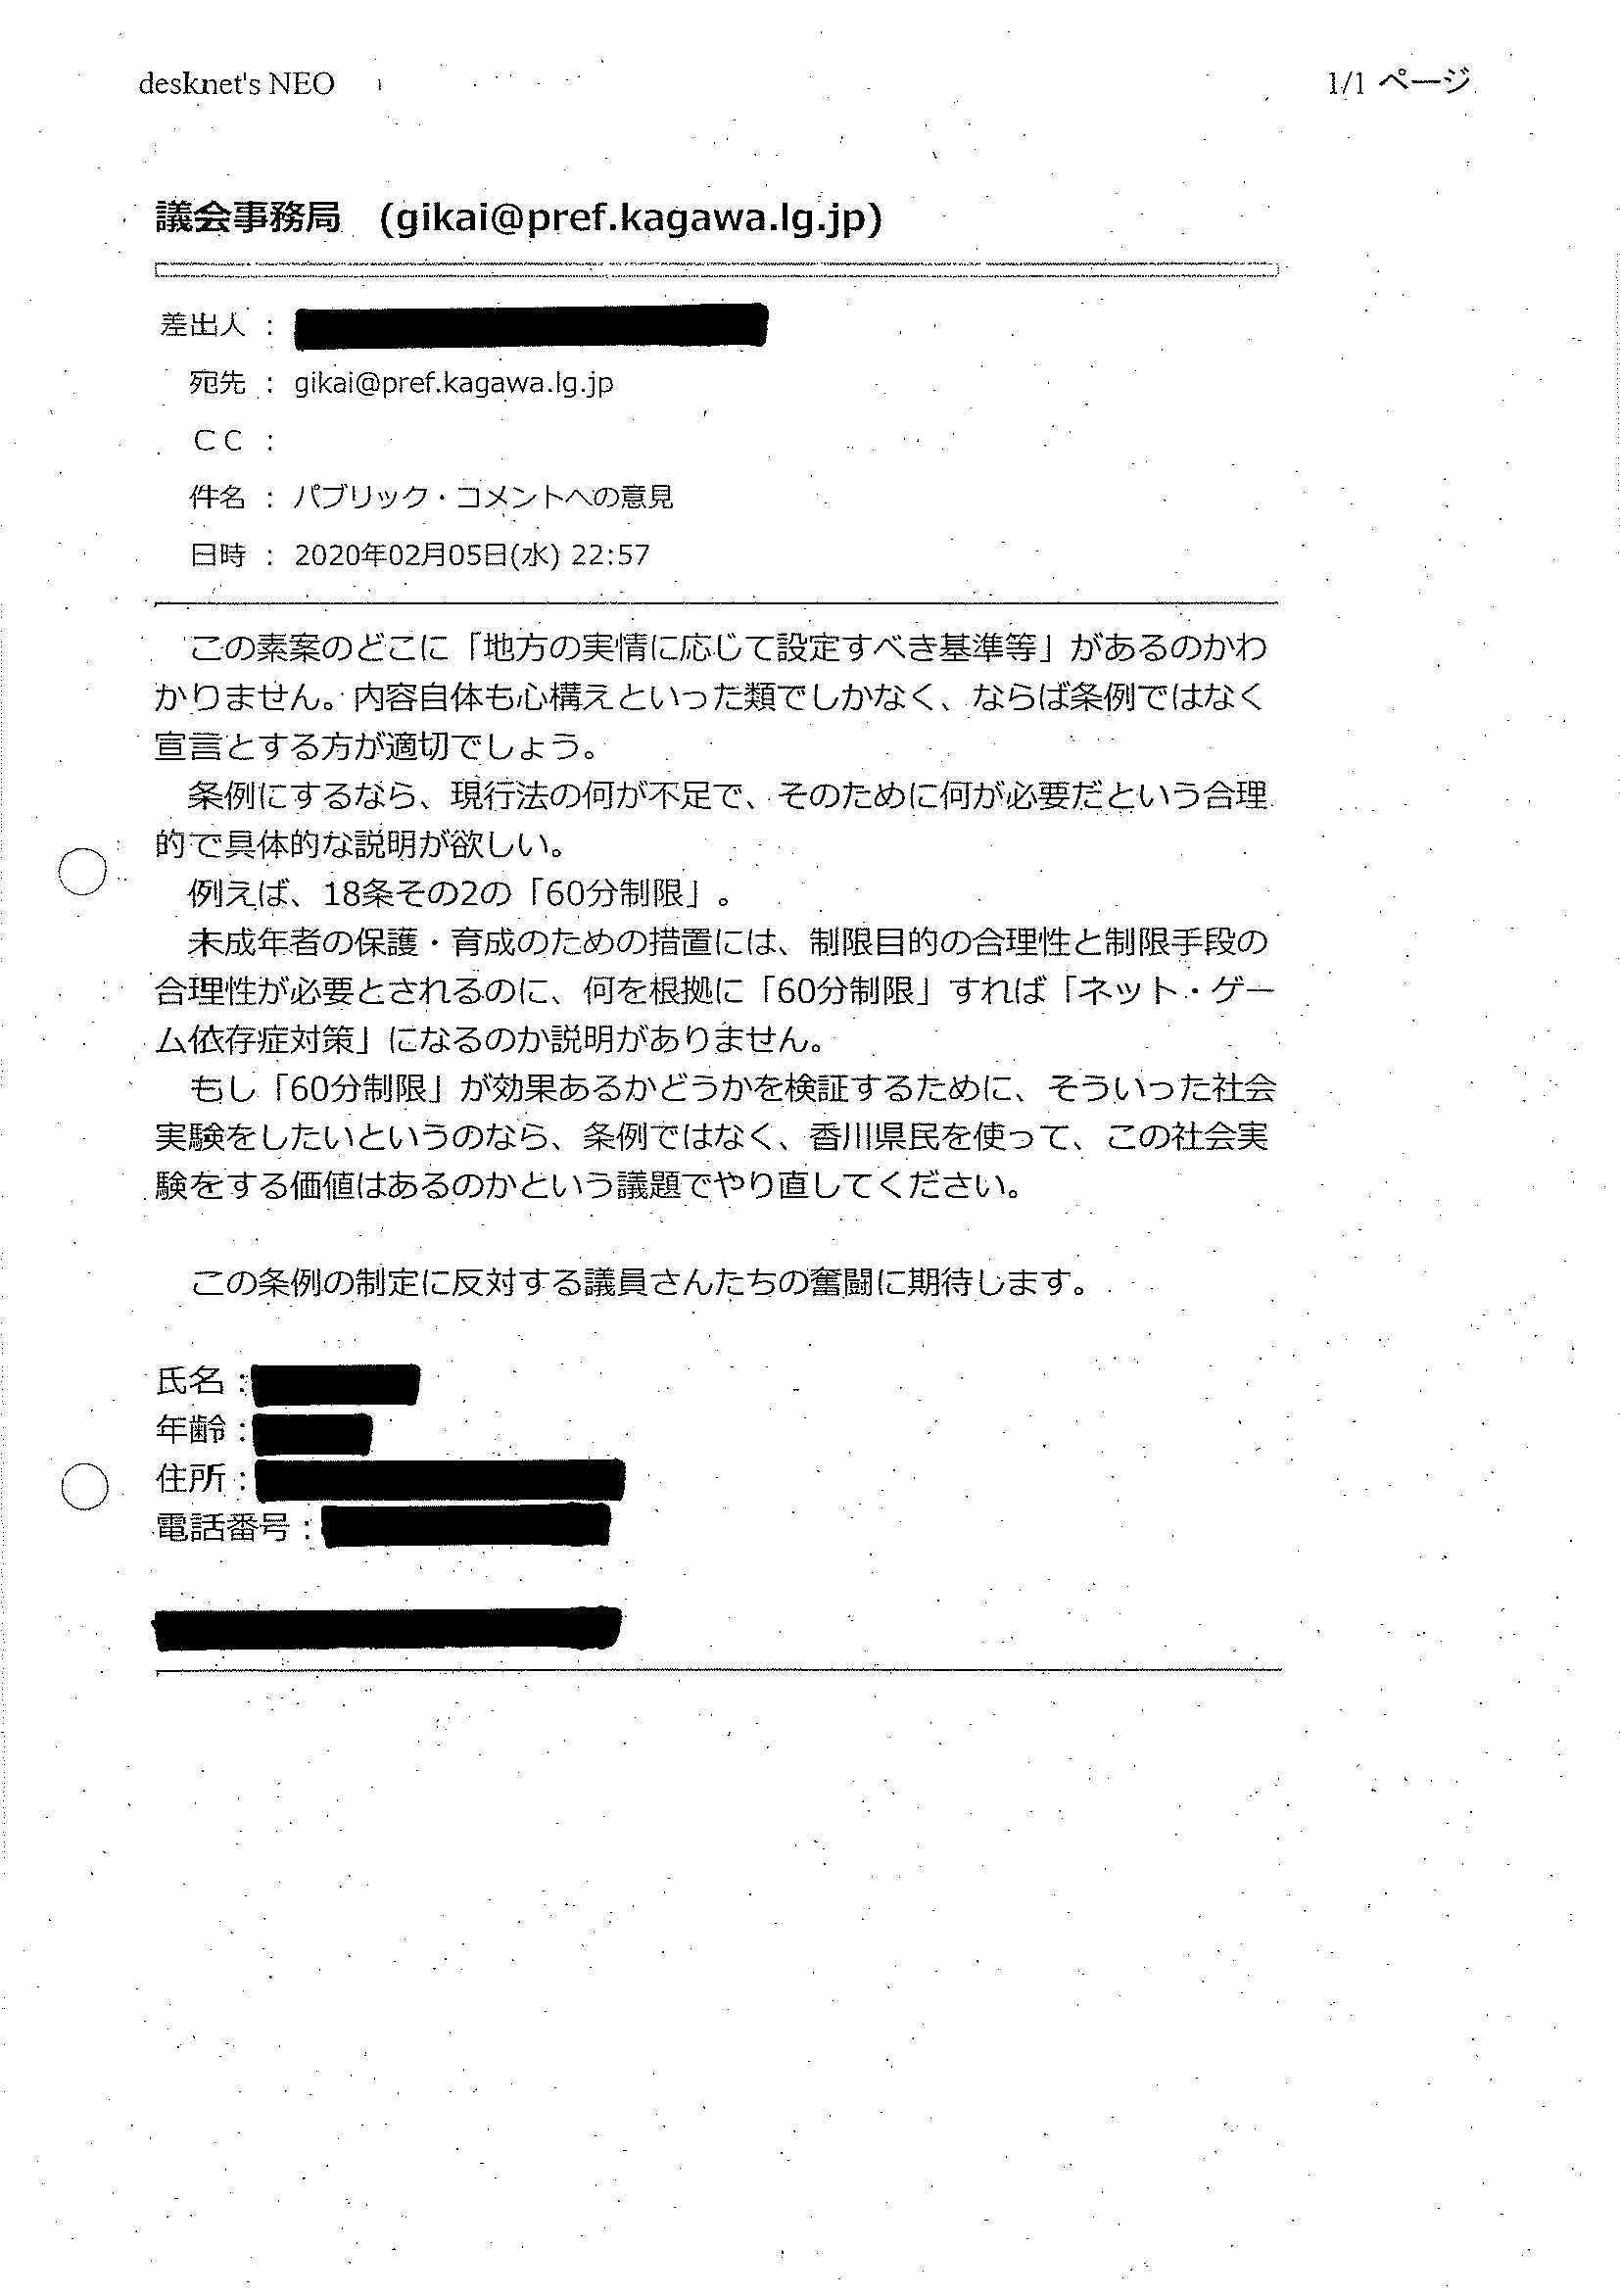 desknet's NEO
1/1 ページ
議会事務局　(gikai@pref.kagawa.lg.jp)
差出人 ：
宛先 ： gikai@pref.kagawa.lg.jp
ＣＣ ：
件名 ： パブリック・コメントへの意見
日時 ： 2020年02月05日(水) 22:57
　この素案のどこに「地方の実情に応じて設定すべき基準等」があるのかわ
かりません。内容自体も心構えといった類でしかなく、ならば条例ではなく
宣言とする方が適切でしょう。
　条例にするなら、現行法の何が不足で、そのために何が必要だという合理
的で具体的な説明が欲しい。
　例えば、18条その2の「60分制限」。
　未成年者の保護・育成のための措置には、制限目的の合理性と制限手段の
合理性が必要とされるのに、何を根拠に「60分制限」すれば「ネット・ゲー
ム依存症対策」になるのか説明がありません。
　もし「60分制限」が効果あるかどうかを検証するために、そういった社会
実験をしたいというのなら、条例ではなく、香川県民を使って、この社会実
験をする価値はあるのかという議題でやり直してください。
　この条例の制定に反対する議員さんたちの奮闘に期待します。
氏名：
年齢：
住所：
電話番号：